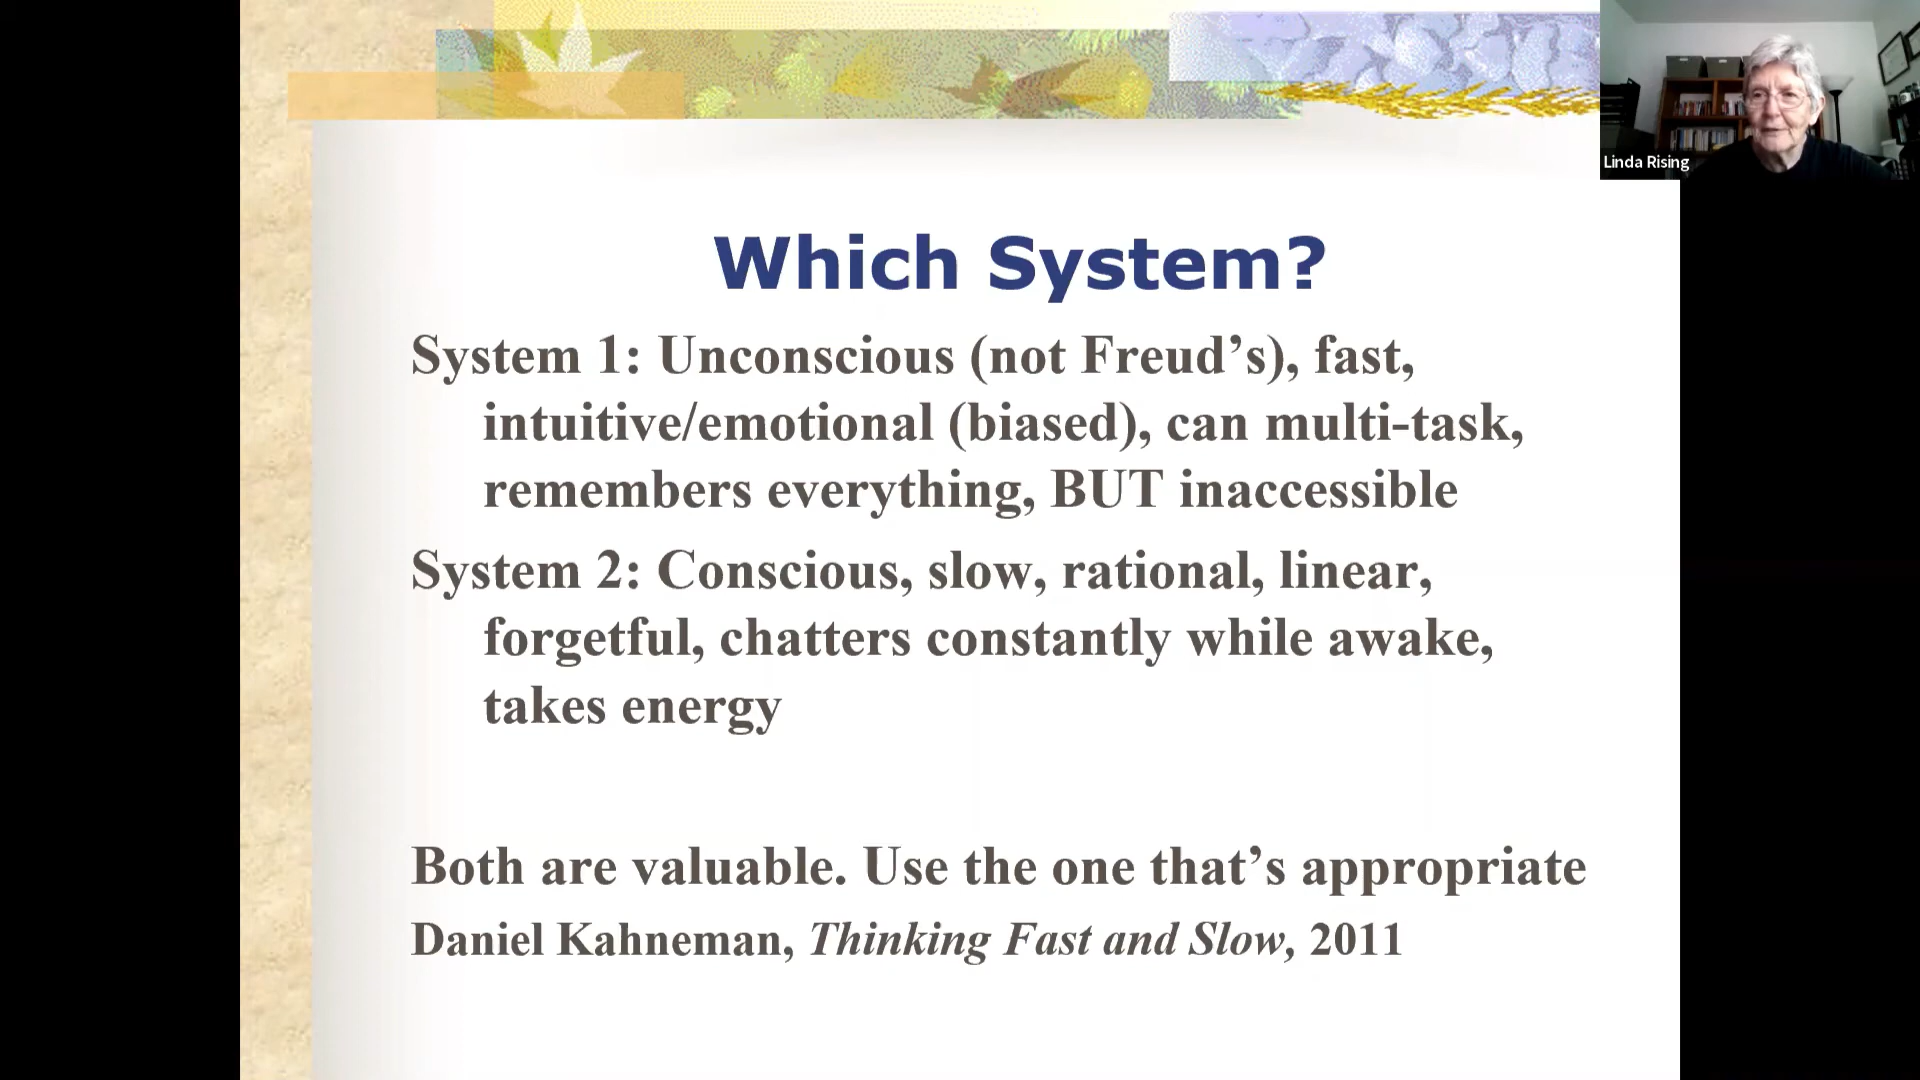 Linda Rising
Which System?
System 1: Unconscious (not Freud’s), fast,
intuitive/emotional (biased), can multi-task,
remembers everything, BUT inaccessible
System 2: Conscious, slow, rational, linear,
forgetful, chatters constantly while awake,
takes energy
Both are valuable. Use the one that’s appropriate
Daniel Kahneman, Thinking Fast and Slow, 2011